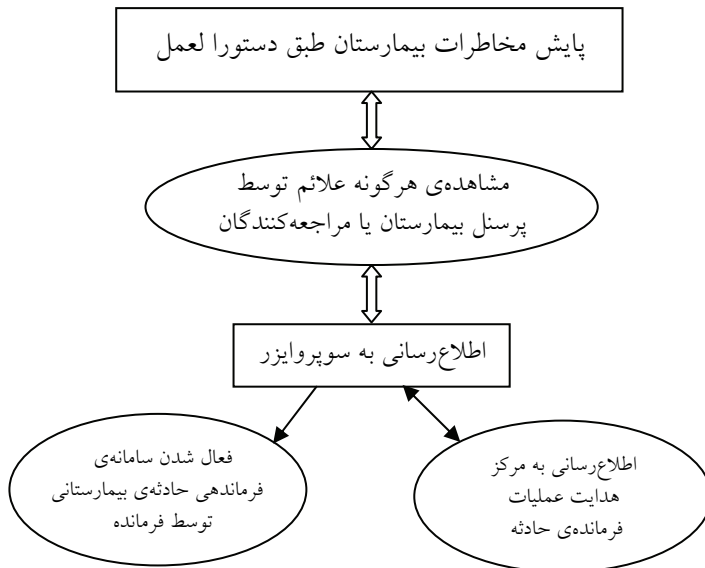 پایش مخاطرات بیمارستان طبق دستورا لعمل
مشاهده‌ی هرگونه علائم توسط
پرسنل بیمارستان یا مراجعه‌کنندگان
اطلاع‌رسانی به سوپروایزر
فعال شدن سامانه‌ی
فرماندهی حادثه‌ی بیمارستانی
توسط فرمانده
اطلاع‌رسانی به مرکز
هدایت عملیات
فرمانده‌ی حادثه